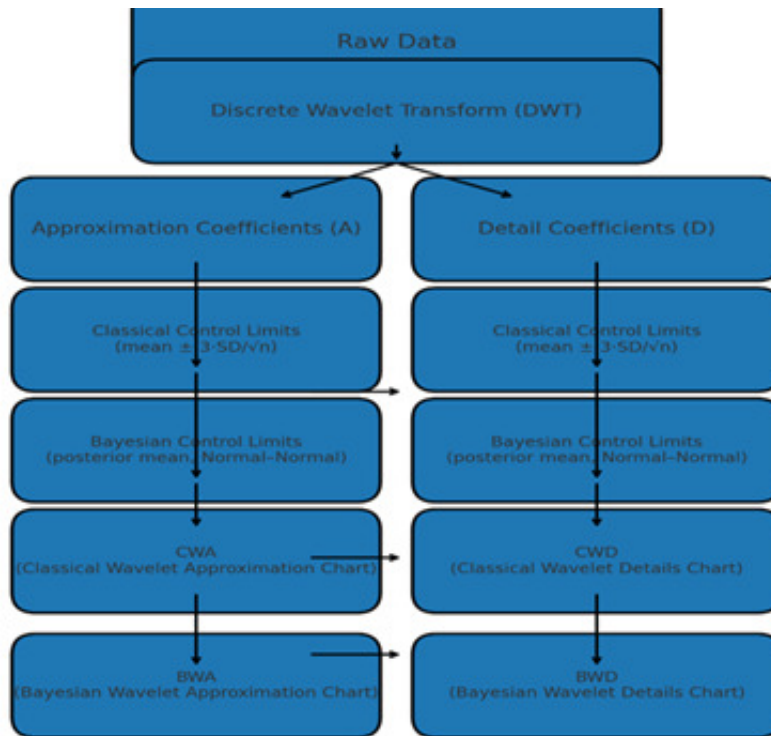 Raw Data
Discrete Wavelet Transform (DWT)
Approximation Coefficients (A)
Detail Coefficients (D)
Classical Control Limits
(mean ± 3·SD/√n)
Classical Control Limits
(mean ± 3·SD/√n)
Bayesian Control Limits
(posterior mean, Normal–Normal)
Bayesian Control Limits
(posterior mean, Normal–Normal)
CWA
(Classical Wavelet Approximation Chart)
CWD
(Classical Wavelet Details Chart)
BWA
(Bayesian Wavelet Approximation Chart)
BWD
(Bayesian Wavelet Details Chart)